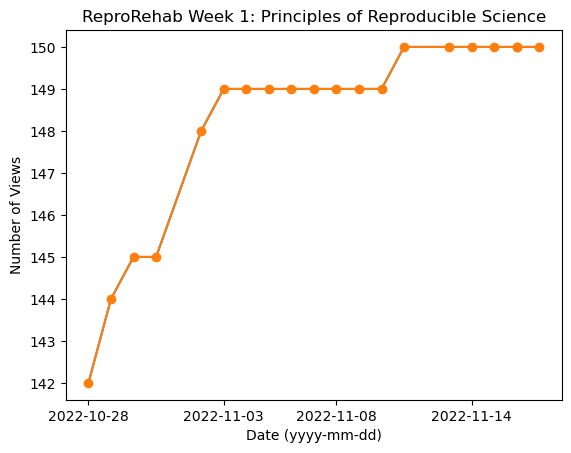 ReproRehab Week 1: Principles of Reproducible Science
150
149
148
147
146
145
144
143
142
Number of Views
2022-10-28 2022-11-03 2022-11-08 2022-11-14
Date (yyyy-mm-dd)